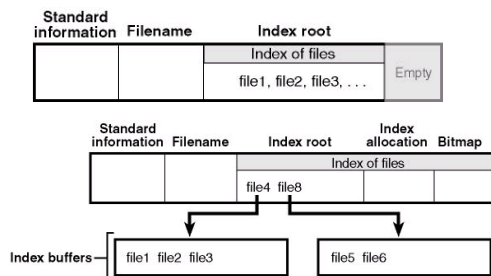 Standard information Filename Index root
Index of files
file1, file2, file3, . . .
Empty
Standard information Filename Index root Index allocation Bitmap
Index of files
file4 file8
Index buffers
file1 file2 file3
file5 file6